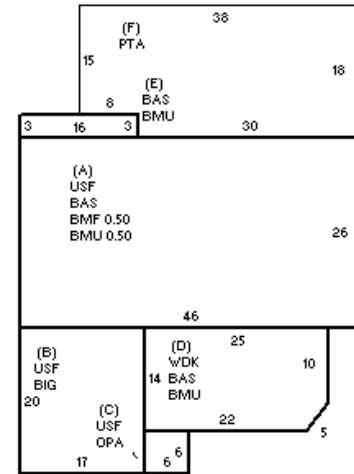 38
(F)
PTA
15
18
(E)
8
BAS
BMU
3
16
3
30
(A)
USF
BAS
BMF 0.50
BMU 0.50
26
46
25
(D)
WDK
10
14
BAS
BMU
(B)
USF
BIG
20
(C)
USF
OPA
22
5
6
6
17